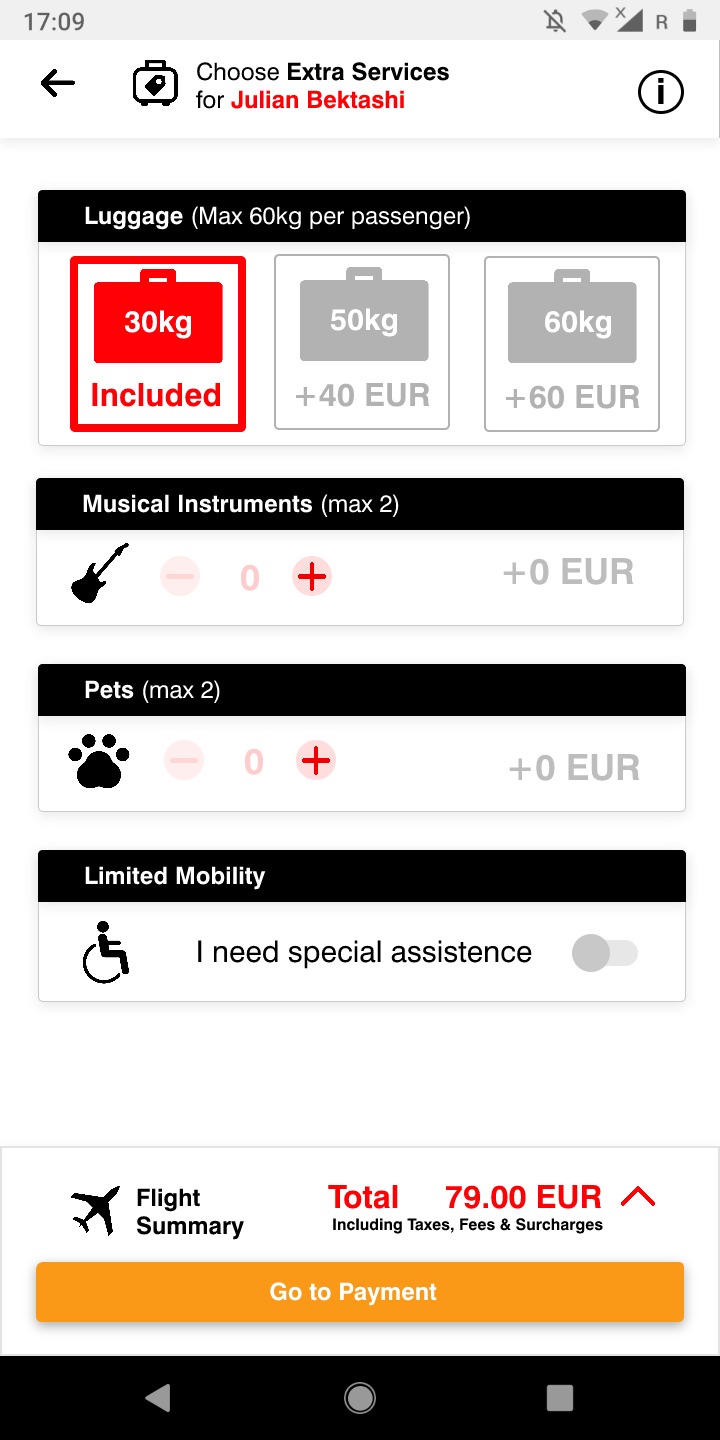 17:09
X
R
Choose Extra Services
for Julian Bektashi
i
Luggage (Max 60kg per passenger)
30kg
50kg
60kg
Included
+40 EUR
+60 EUR
Musical Instruments (max 2)
0
+0 EUR
Pets (max 2)
0
+0 EUR
Limited Mobility
I need special assistence
Flight
Summary
Total 79.00 EUR
Including Taxes, Fees & Surcharges
Go to Payment